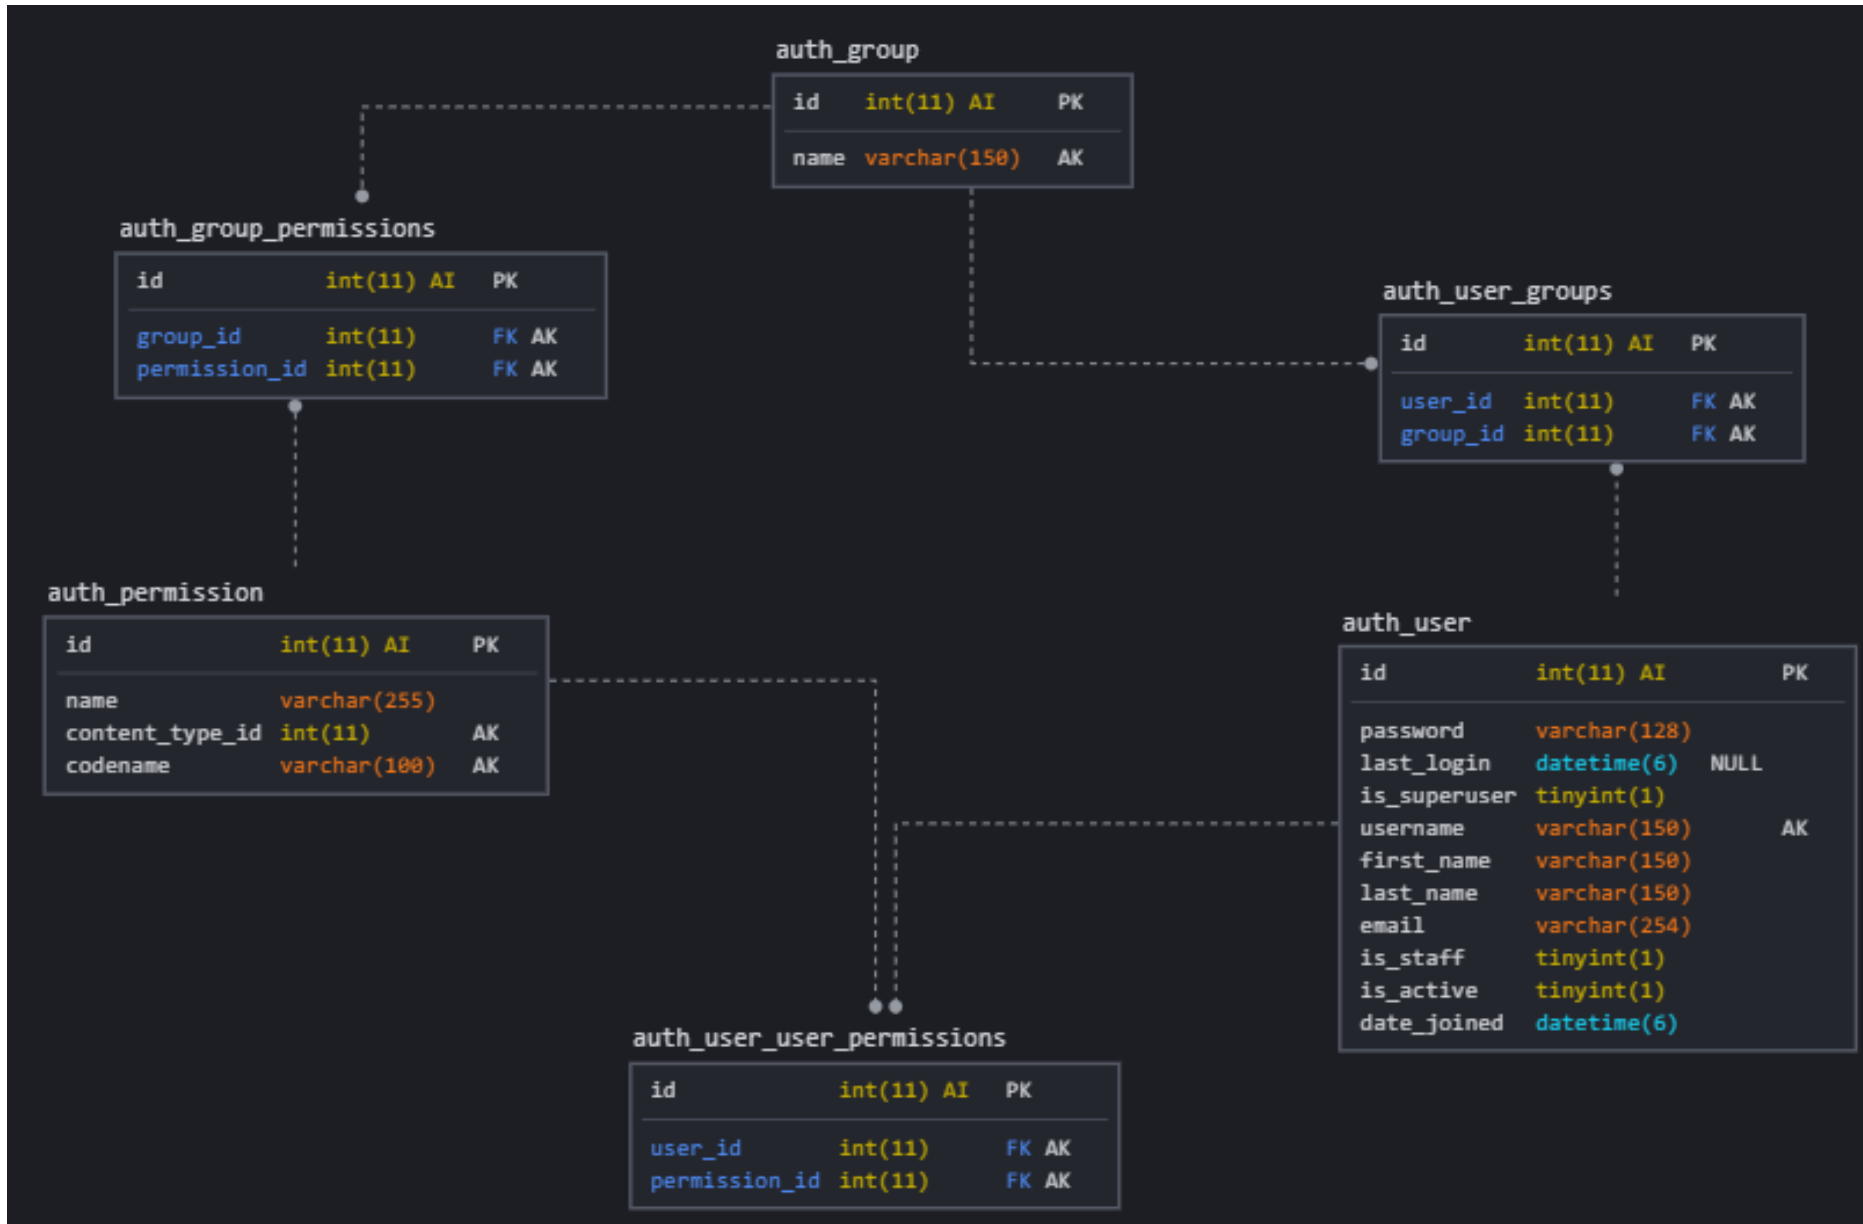 auth_group
id int(11) AI PK
name varchar(150) AK
auth_group_permissions
id int(11) AI PK
group_id int(11) FK AK
permission_id int(11) FK AK
auth_user_groups
id int(11) AI PK
user_id int(11) FK AK
group_id int(11) FK AK
auth_permission
id int(11) AI PK
name varchar(255)
content_type_id int(11) AK
codename varchar(100) AK
auth_user
id int(11) AI PK
password varchar(128)
last_login datetime(6) NULL
is_superuser tinyint(1)
username varchar(150) AK
first_name varchar(150)
last_name varchar(150)
email varchar(254)
is_staff tinyint(1)
is_active tinyint(1)
date_joined datetime(6)
auth_user_user_permissions
id int(11) AI PK
user_id int(11) FK AK
permission_id int(11) FK AK